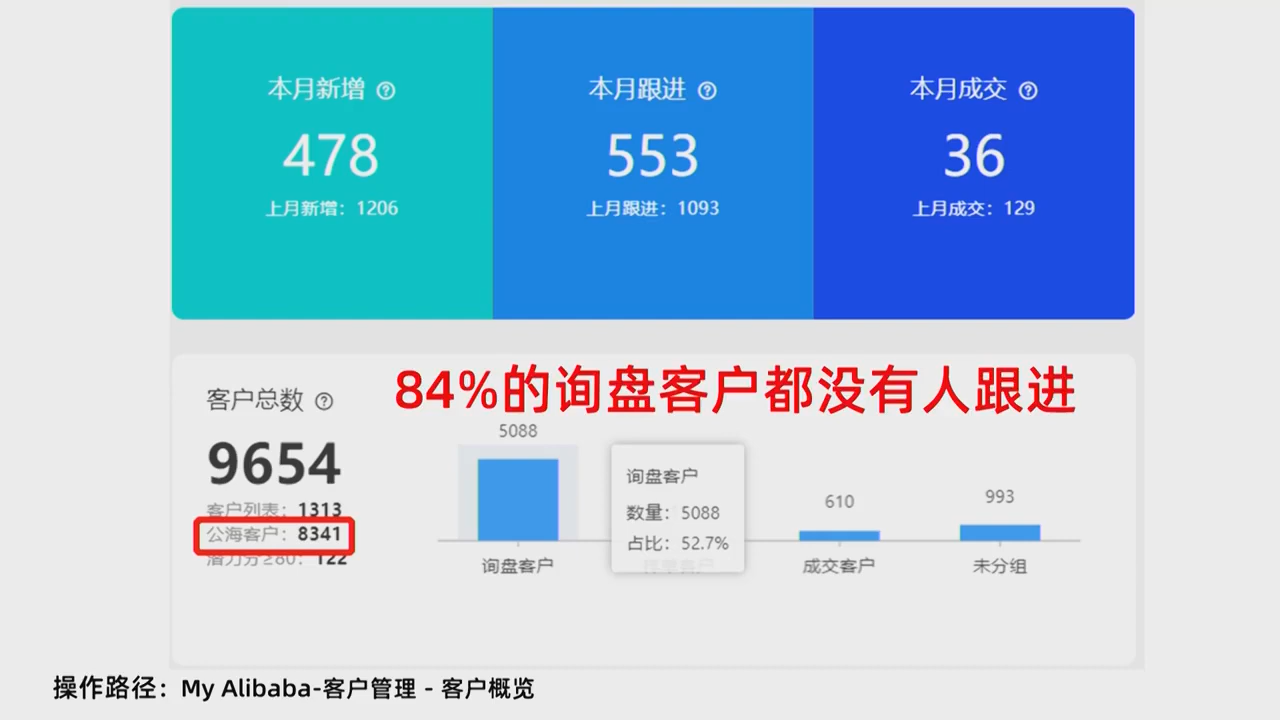 本月新增 ?
本月跟进 ?
本月成交 ?
478
553
36
上月新增：1206
上月跟进：1093
上月成交：129
客户总数 ?
84%的询盘客户都没有人跟进
9654
客户列表：1313
公海客户：8341
潜力分≥80：122
5088
询盘客户
数量：5088
占比：52.7%
610
993
询盘客户
成交客户
未分组
操作路径：My Alibaba-客户管理 - 客户概览